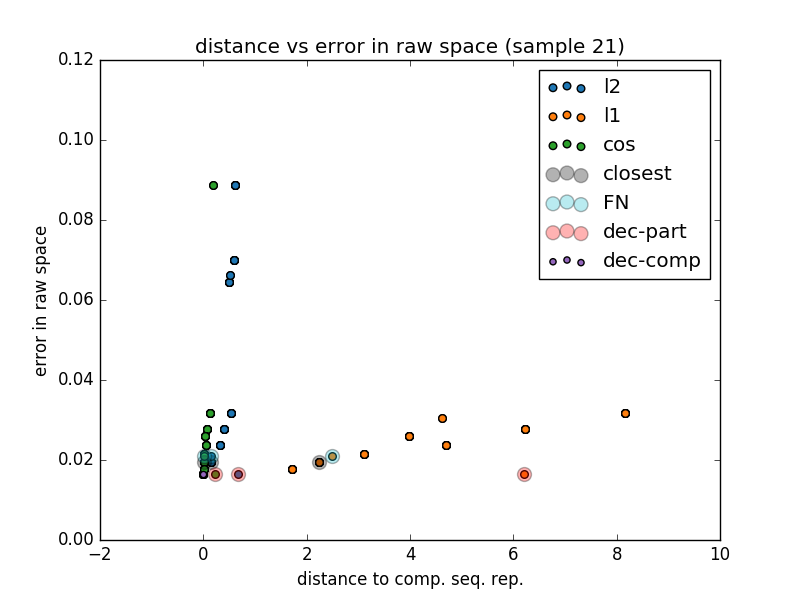 distance vs error in raw space (sample 21)
0.12
0.10
0.08
0.06
0.04
0.02
0.00
error in raw space
l2
l1
cos
closest
FN
dec-part
dec-comp
−2 0 2 4 6 8 10
distance to comp. seq. rep.